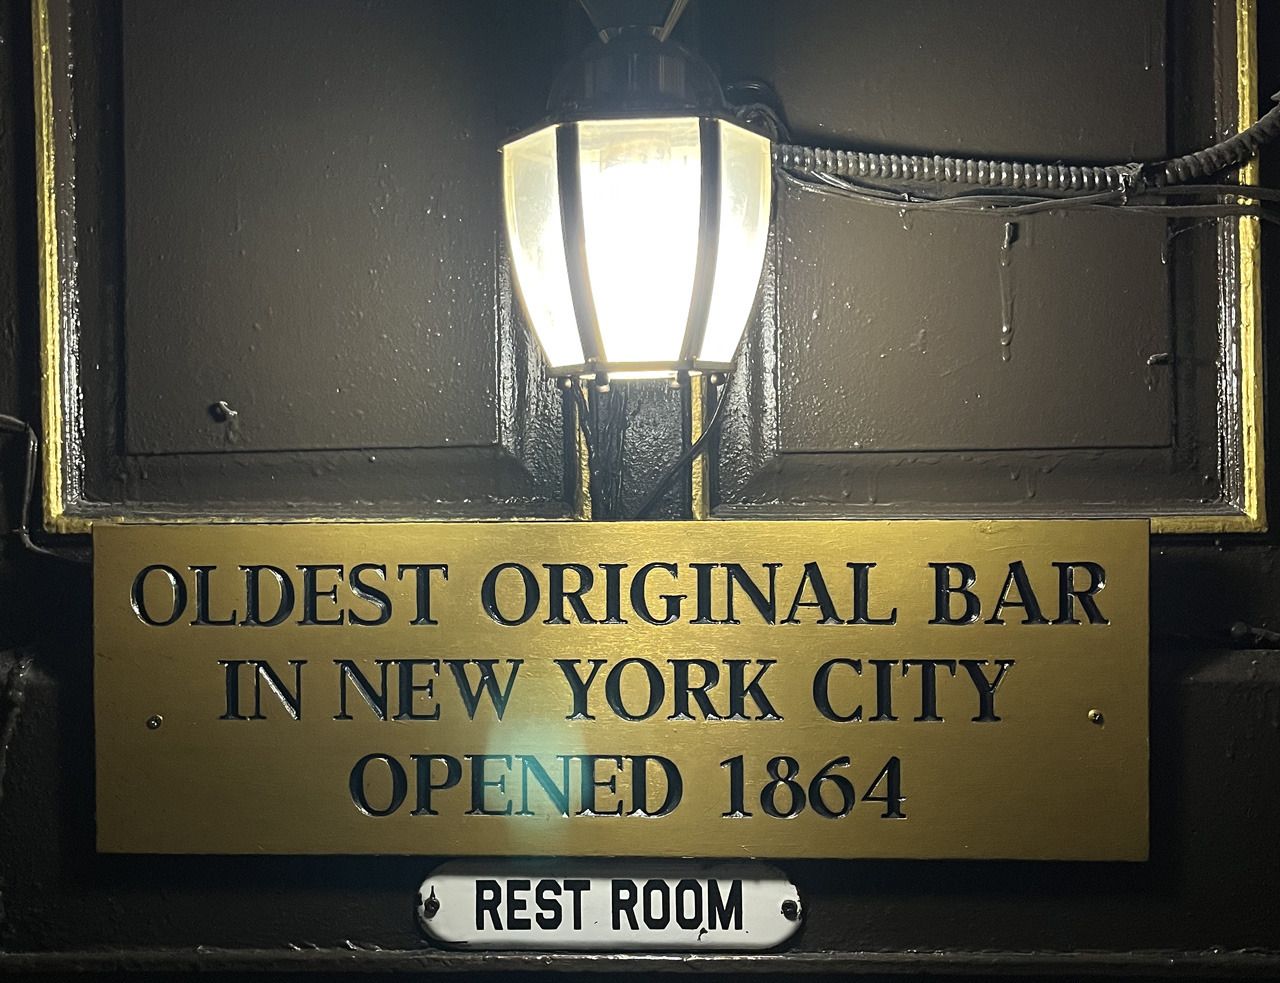 OLDEST ORIGINAL BAR
IN NEW YORK CITY
OPENED 1864
REST ROOM